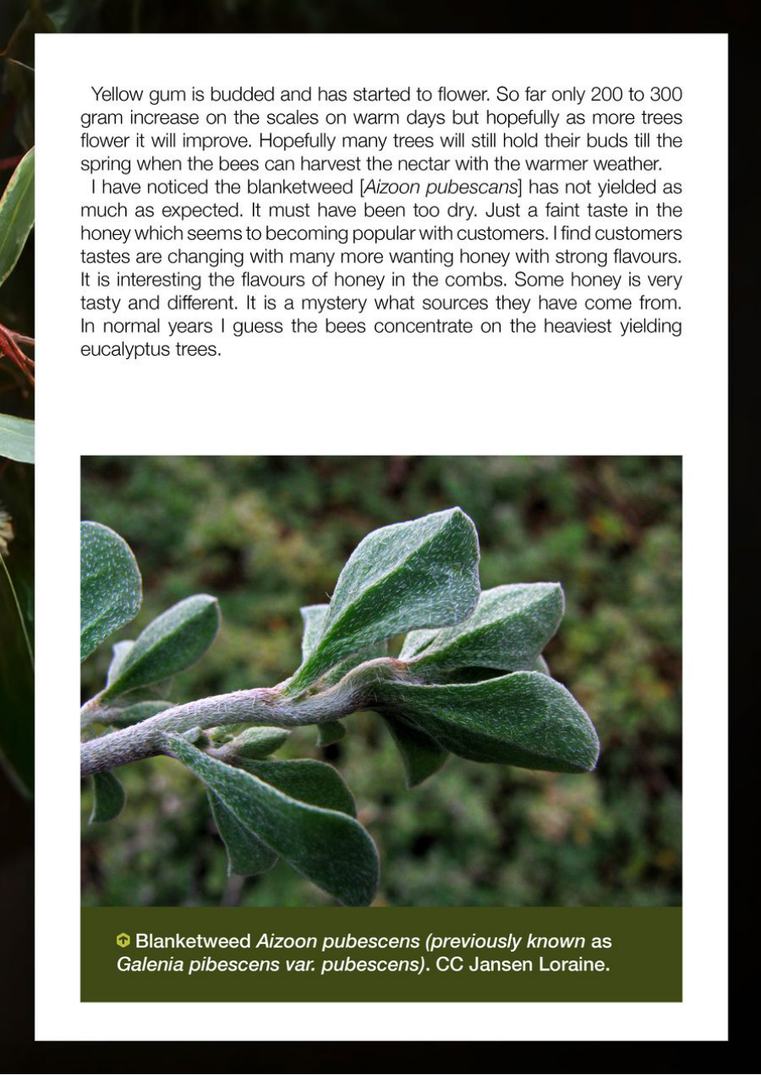 Yellow gum is budded and has started to flower. So far only 200 to 300
gram increase on the scales on warm days but hopefully as more trees
flower it will improve. Hopefully many trees will still hold their buds till the
spring when the bees can harvest the nectar with the warmer weather.
I have noticed the blanketweed [Aizoon pubescans] has not yielded as
much as expected. It must have been too dry. Just a faint taste in the
honey which seems to becoming popular with customers. I find customers
tastes are changing with many more wanting honey with strong flavours.
It is interesting the flavours of honey in the combs. Some honey is very
tasty and different. It is a mystery what sources they have come from.
In normal years I guess the bees concentrate on the heaviest yielding
eucalyptus trees.
Blanketweed Aizoon pubescens (previously known as
Galenia pibescens var. pubescens). CC Jansen Loraine.